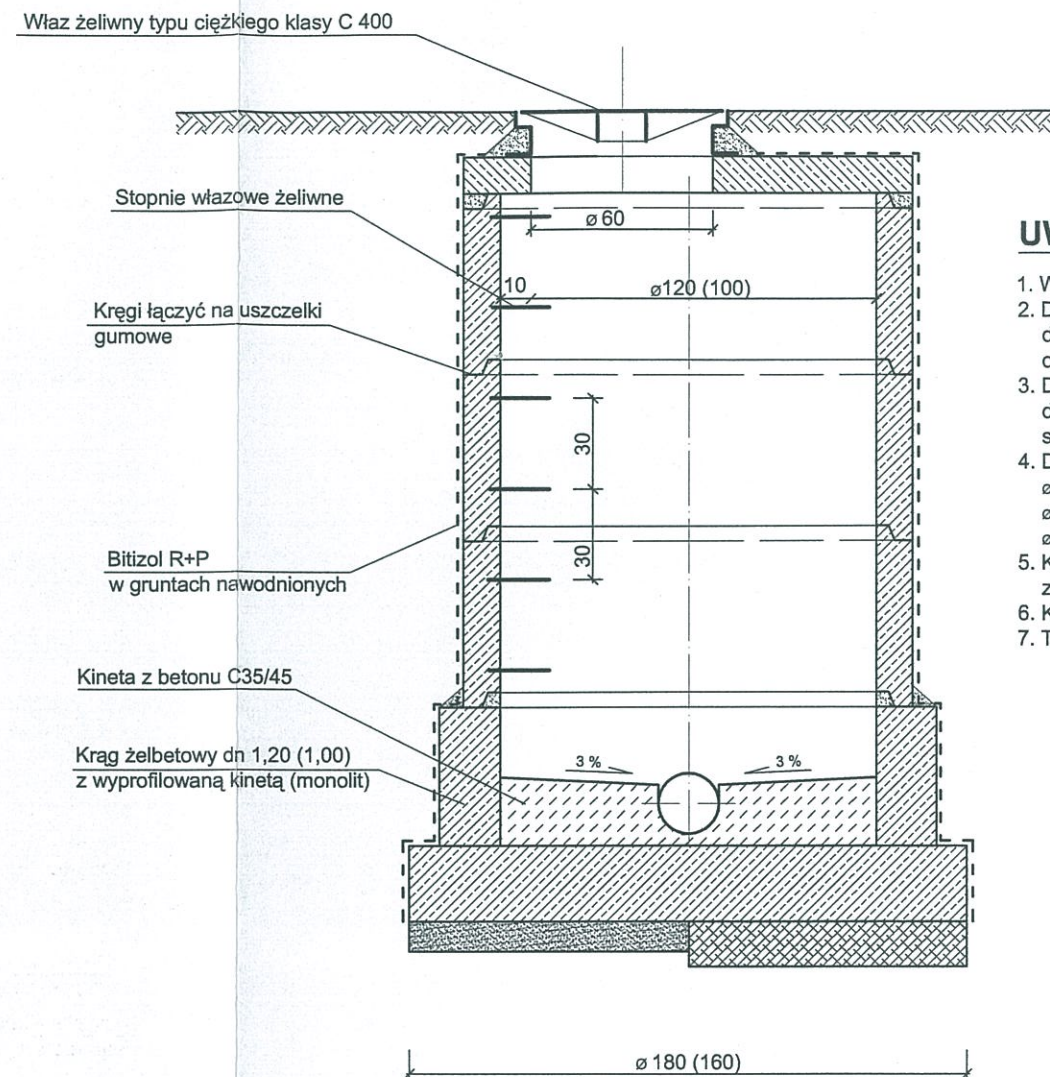 Właz żeliwny typu ciężkiego klasy C 400
Stopnie włazowe żeliwne
Kręgi łączyć na uszczelki
gumowe
Bitizol R+P
w gruntach nawodnionych
Kineta z betonu C35/45
Krąg żelbetowy dn 1,20 (1,00)
z wyprofilowaną kinetą (monolit)
ø 60
10
ø120 (100)
30
30
3 %
3 %
ø 180 (160)
1.
2.
3.
4.
5.
6.
7.